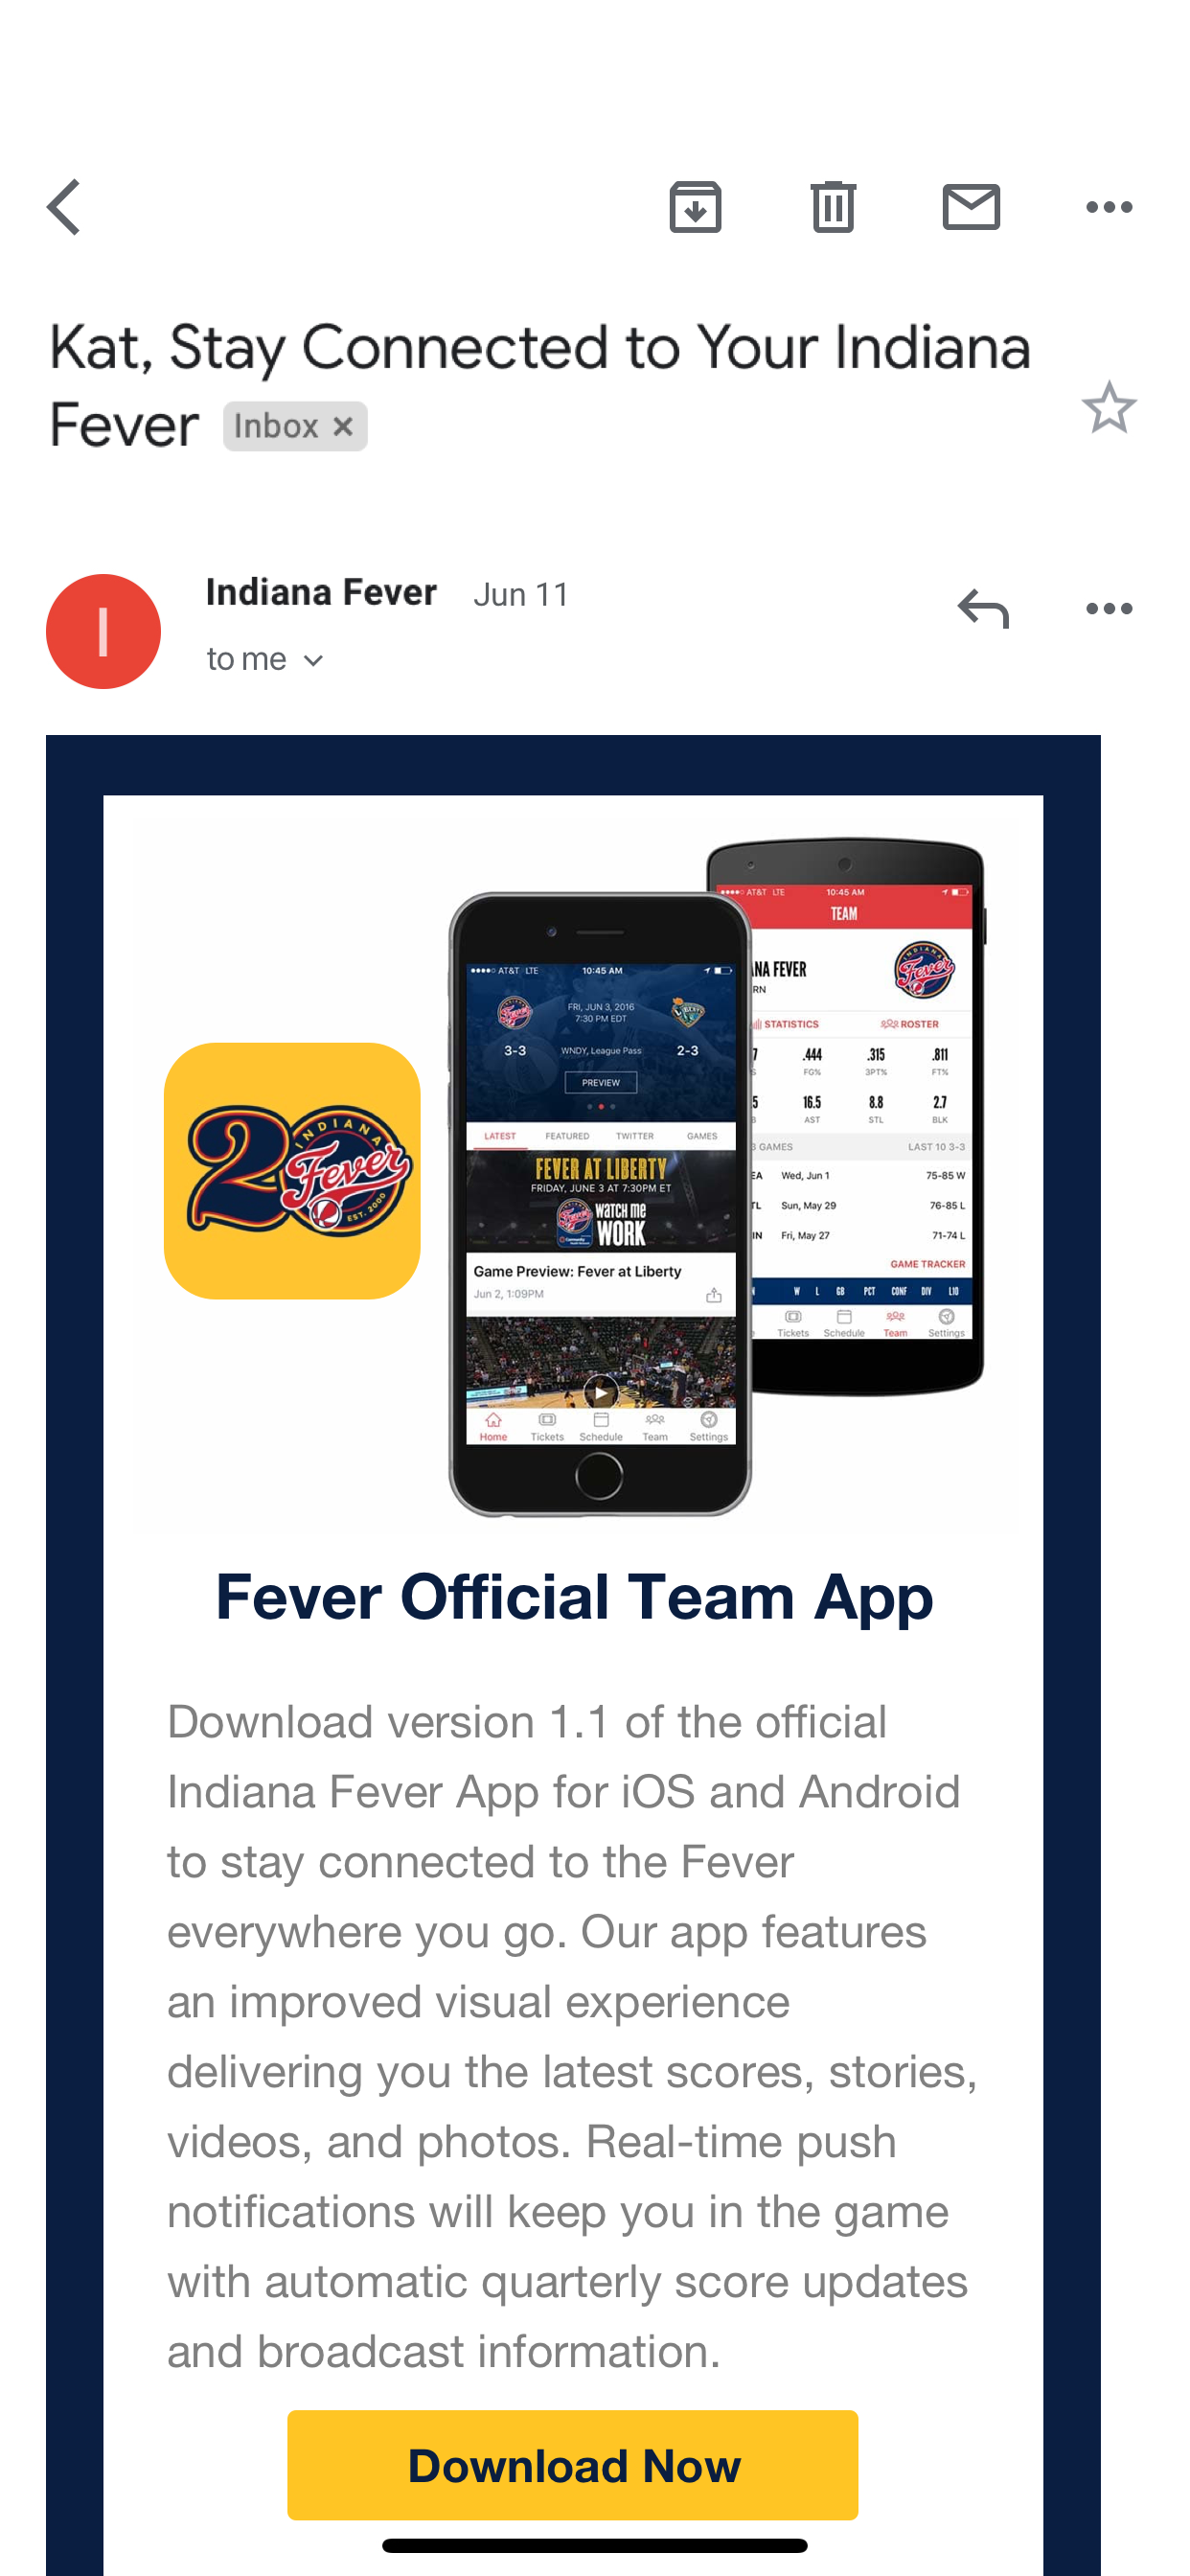 Kat, Stay Connected to Your Indiana
Fever Inbox ×
Indiana Fever Jun 11
to me
I
AT&T LTE 10:45 AM
TEAM
NA FEVER
RN
STATISTICS ROSTER
7 .444 .315 .811
S FG% 3PT% FT%
5 16.5 8.8 2.7
B AST STL BLK
GAMES LAST 10 3-3
EA Wed, Jun 1 75-85 W
TL Sun, May 29 76-85 L
IN Fri, May 27 71-74 L
GAME TRACKER
W L GB PCT CONF DIV L10
Tickets Schedule Team Settings
AT&T LTE 10:45 AM
FRI, JUN 3, 2016
7:30 PM EDT
3-3 WNDY, League Pass 2-3
PREVIEW
LATEST FEATURED TWITTER GAMES
FEVER AT LIBERTY
FRIDAY, JUNE 3 AT 7:30PM ET
WATCH ME
WORK
Game Preview: Fever at Liberty
Jun 2, 1:09PM
Home Tickets Schedule Team Settings
20
INDIANA
Fever
EST. 2000
Fever Official Team App
Download version 1.1 of the official
Indiana Fever App for iOS and Android
to stay connected to the Fever
everywhere you go. Our app features
an improved visual experience
delivering you the latest scores, stories,
videos, and photos. Real-time push
notifications will keep you in the game
with automatic quarterly score updates
and broadcast information.
Download Now